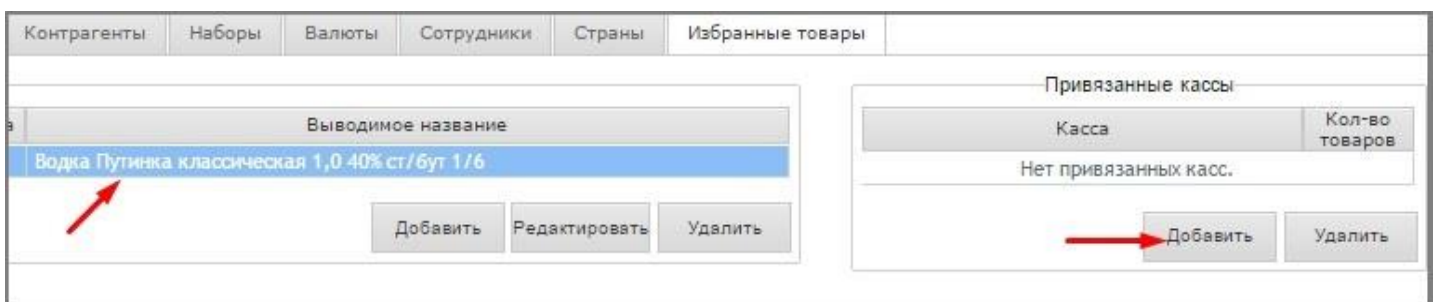 Контрагенты Наборы Валюты Сотрудники Страны Избранные товары
Привязанные кассы
а Выводимое название
Касса Кол-во товаров
Водка Путинка классическая 1,0 40% ст/бут 1/6
Нет привязанных касс.
Добавить Редактировать Удалить
Добавить Удалить